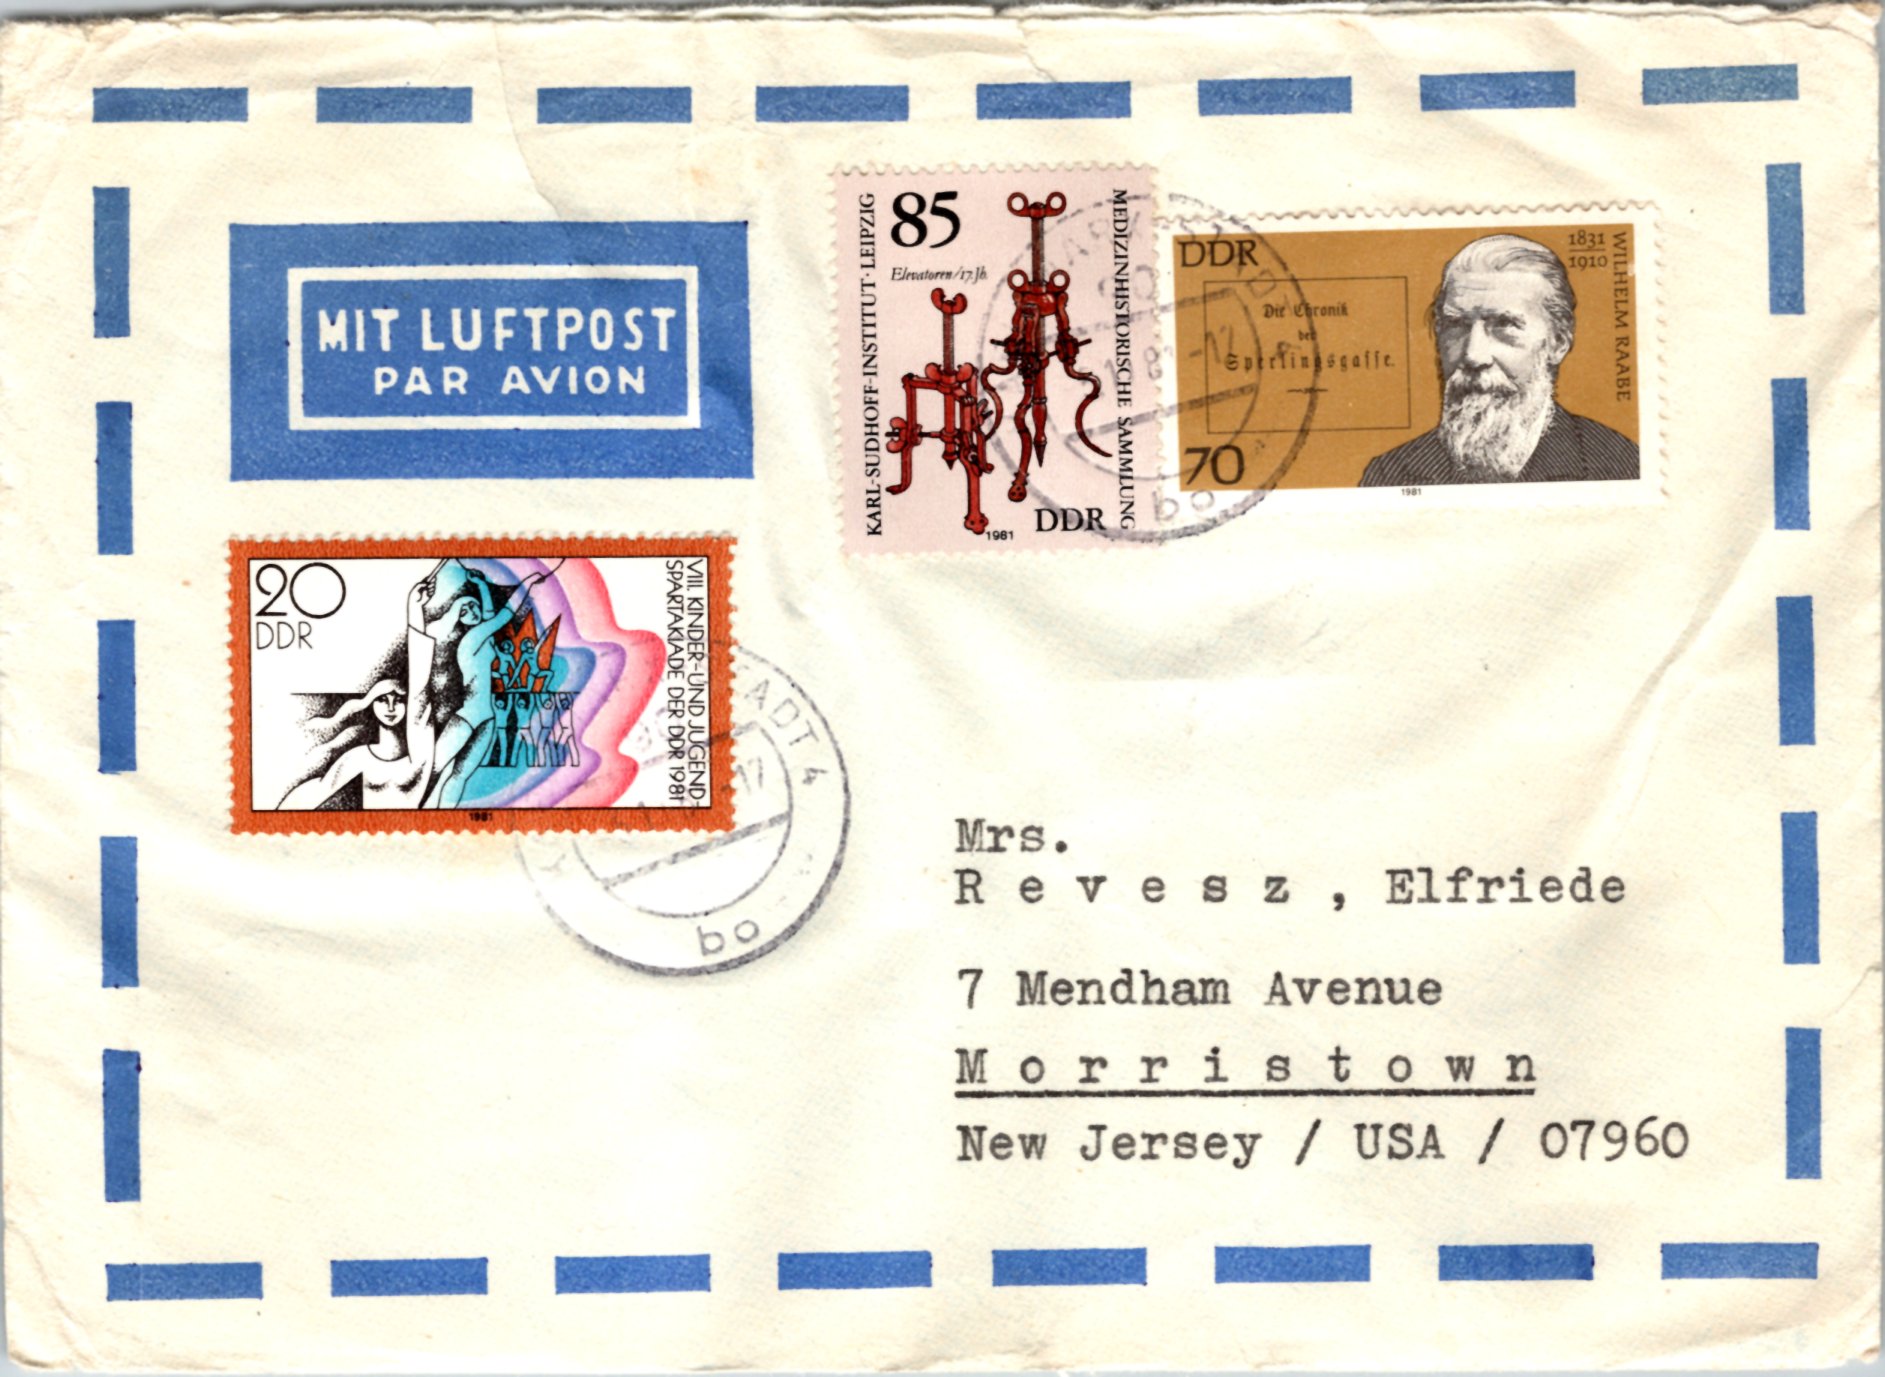 MIT LUFTPOST
PAR AVION
85
Elevatoren/17.Jh.
KARL-SUDHOFF-INSTITUT · LEIPZIG
MEDIZINHISTORISCHE SAMMLUNG
DDR
1981
DDR
1831
1910
WILHELM RAABE
Die Chronik
der
Sperlingsgasse.
70
1981
bo
20
DDR
VIII. KINDER-UND JUGEND-
SPARTAKIADE DER DDR 1981
1981
bo
Mrs.
R e v e s z , Elfriede
7 Mendham Avenue
M o r r i s t o w n
New Jersey / USA / 07960